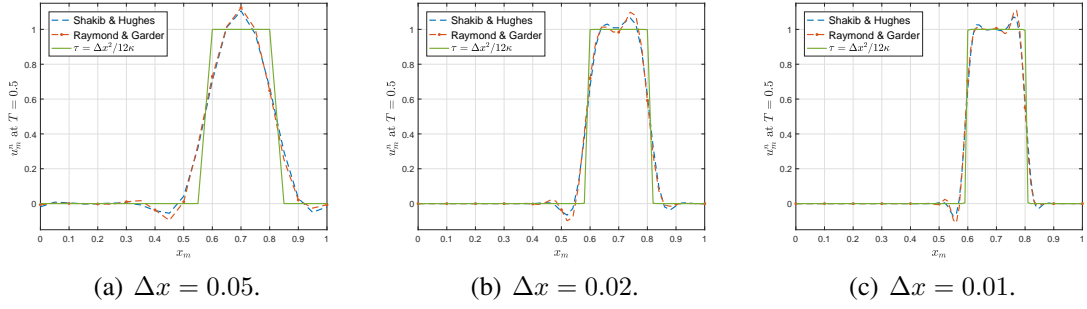 Shakib & Hughes
Raymond & Garder
τ = Δx²/12κ
1
0.8
0.6
0.4
0.2
0
u_m^n at T = 0.5
0 0.1 0.2 0.3 0.4 0.5 0.6 0.7 0.8 0.9 1
x_m
(a) Δx = 0.05.
Shakib & Hughes
Raymond & Garder
τ = Δx²/12κ
1
0.8
0.6
0.4
0.2
0
u_m^n at T = 0.5
0 0.1 0.2 0.3 0.4 0.5 0.6 0.7 0.8 0.9 1
x_m
(b) Δx = 0.02.
Shakib & Hughes
Raymond & Garder
τ = Δx²/12κ
1
0.8
0.6
0.4
0.2
0
u_m^n at T = 0.5
0 0.1 0.2 0.3 0.4 0.5 0.6 0.7 0.8 0.9 1
x_m
(c) Δx = 0.01.